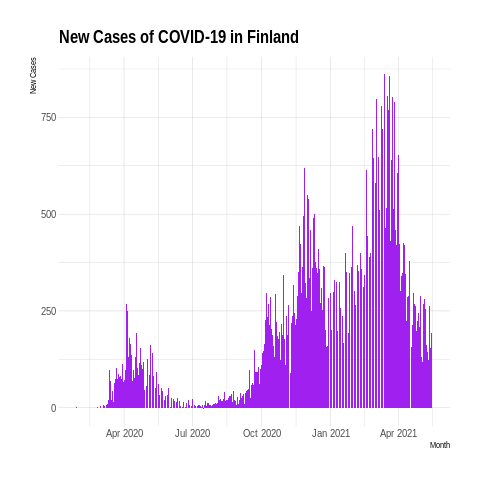 New Cases of COVID-19 in Finland
New Cases
750
500
250
0
Apr 2020 Jul 2020 Oct 2020 Jan 2021 Apr 2021
Month